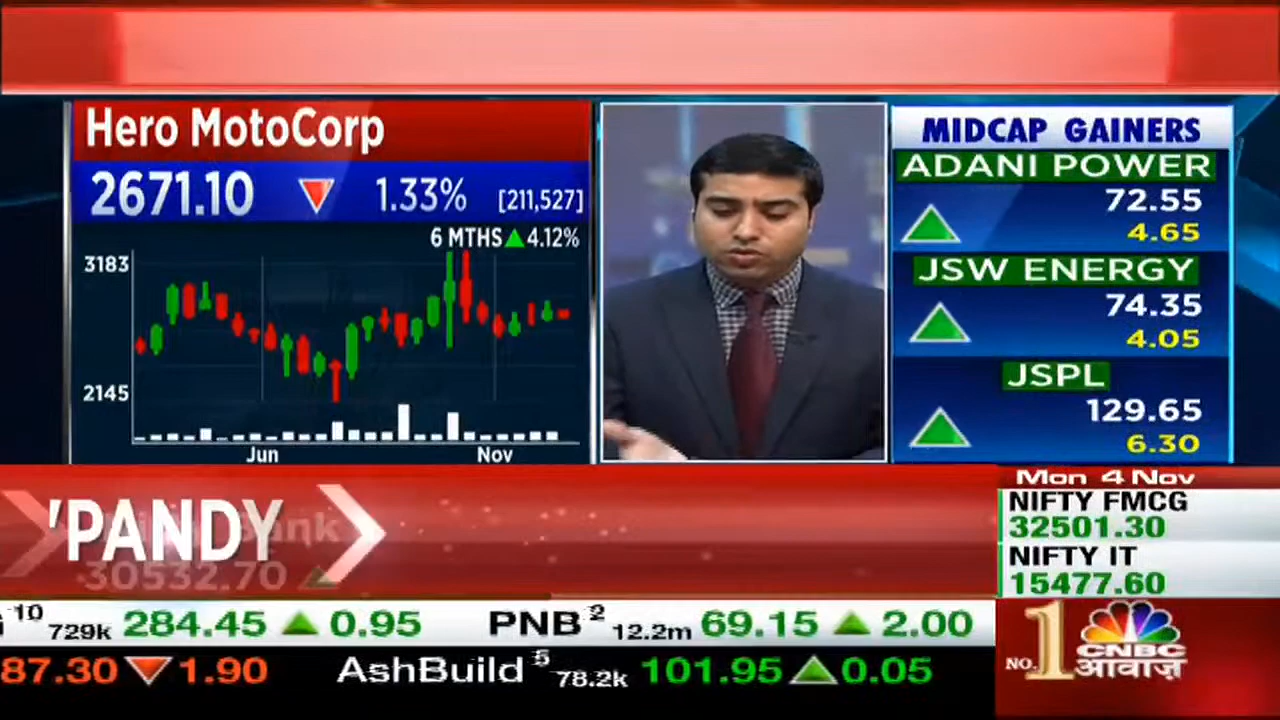 Hero MotoCorp
2671.10 1.33% [211,527]
6 MTHS 4.12%
3183
2145
Jun Nov
MIDCAP GAINERS
ADANI POWER
72.55
4.65
JSW ENERGY
74.35
4.05
JSPL
129.65
6.30
'PANDY
30532.70
Mon 4 Nov
NIFTY FMCG
32501.30
NIFTY IT
15477.60
10 729k 284.45 0.95 PNB 2 12.2m 69.15 2.00
87.30 1.90 AshBuild 5 78.2k 101.95 0.05
NO.1 CNBC
आवाज़